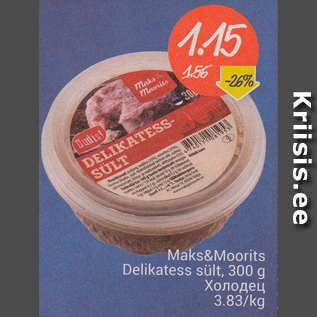 1.15
1.56
-26%
Maks &
Moorits
Uudis!
DELIKATESS-
SÜLT
Maks&Moorits
Delikatess sült, 300 g
Холодец
3.83/kg
Kriisis.ee